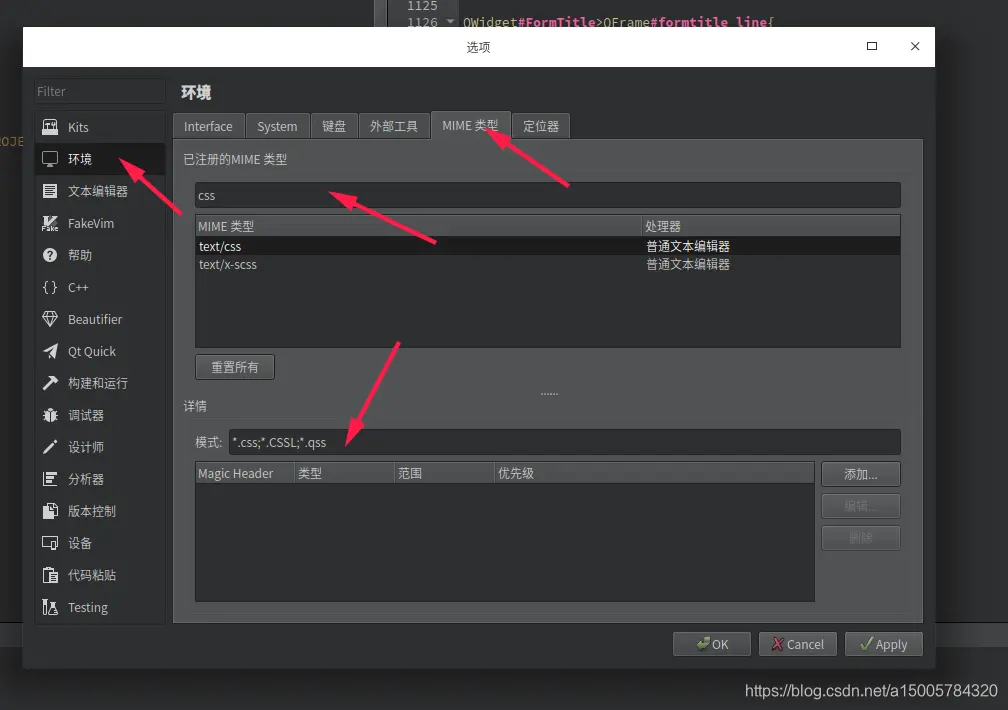 1125
1126 QWidget#FormTitle>QFrame#formtitle_line{
选项
Filter
环境
Kits
环境
文本编辑器
FakeVim
帮助
C++
Beautifier
Qt Quick
构建和运行
调试器
设计师
分析器
版本控制
设备
代码粘贴
Testing
Interface System 键盘 外部工具 MIME 类型 定位器
已注册的MIME 类型
css
MIME 类型 处理器
text/css 普通文本编辑器
text/x-scss 普通文本编辑器
重置所有
......
详情
模式: *.css;*.CSSL;*.qss
Magic Header 类型 范围 优先级
添加...
编辑...
删除
OK Cancel Apply
https://blog.csdn.net/a15005784320